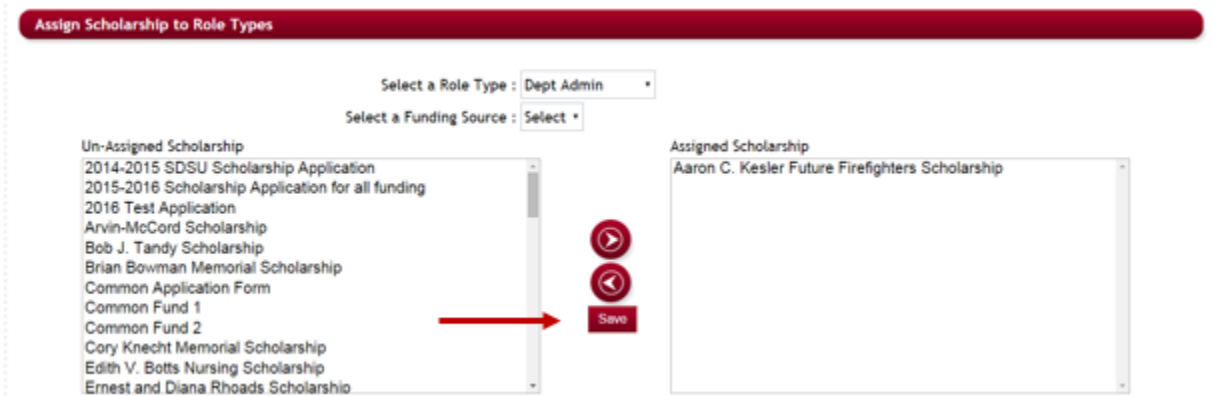 Assign Scholarship to Role Types
Select a Role Type : Dept Admin
Select a Funding Source : Select
Un-Assigned Scholarship
2014-2015 SDSU Scholarship Application
2015-2016 Scholarship Application for all funding
2016 Test Application
Arvin-McCord Scholarship
Bob J. Tandy Scholarship
Brian Bowman Memorial Scholarship
Common Application Form
Common Fund 1
Common Fund 2
Cory Knecht Memorial Scholarship
Edith V. Botts Nursing Scholarship
Ernest and Diana Rhoads Scholarship
Save
Assigned Scholarship
Aaron C. Kesler Future Firefighters Scholarship